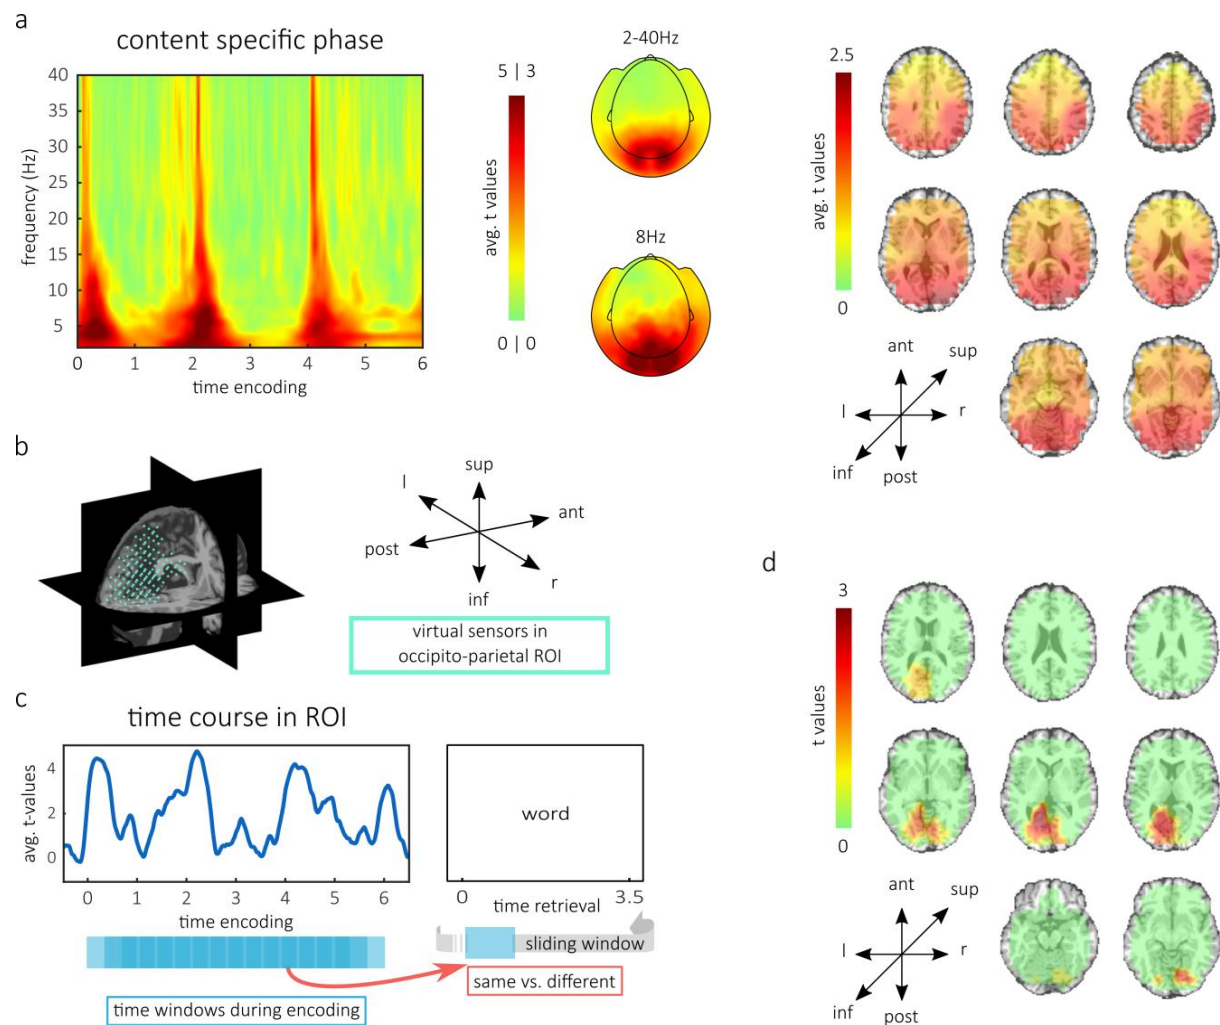 a
content specific phase
40
35
30
25
20
15
10
5
frequency (Hz)
0 1 2 3 4 5 6
time encoding
5 | 3
avg. t values
0 | 0
2-40Hz
8Hz
2.5
avg. t values
0
ant
sup
l
r
inf
post
b
sup
l
ant
post
r
inf
virtual sensors in
occipito-parietal ROI
c
time course in ROI
4
2
0
avg. t-values
0 1 2 3 4 5 6
time encoding
time windows during encoding
word
0 3.5
time retrieval
sliding window
same vs. different
d
3
t values
0
ant
sup
l
r
inf
post